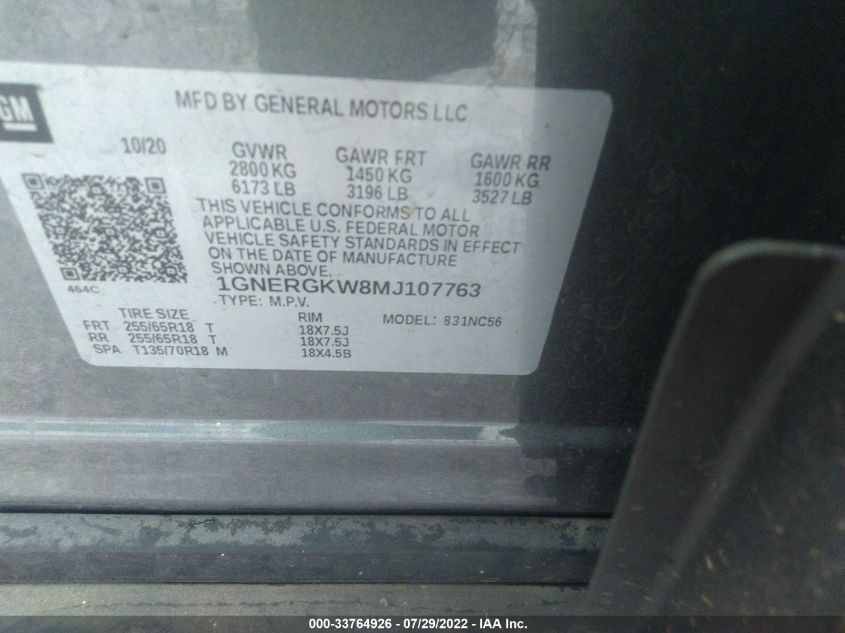 GM
MFD BY GENERAL MOTORS LLC
10/20
GVWR
2800 KG
6173 LB
GAWR FRT
1450 KG
3196 LB
GAWR RR
1600 KG
3527 LB
THIS VEHICLE CONFORMS TO ALL
APPLICABLE U.S. FEDERAL MOTOR
VEHICLE SAFETY STANDARDS IN EFFECT
ON THE DATE OF MANUFACTURE
SHOWN ABOVE.
464C
1GNERGKW8MJ107763
TYPE: M.P.V.
MODEL: 831NC56
TIRE SIZE RIM
FRT 255/65R18 T 18X7.5J
RR 255/65R18 T 18X7.5J
SPA T135/70R18 M 18X4.5B
000-33764926 - 07/29/2022 - IAA Inc.